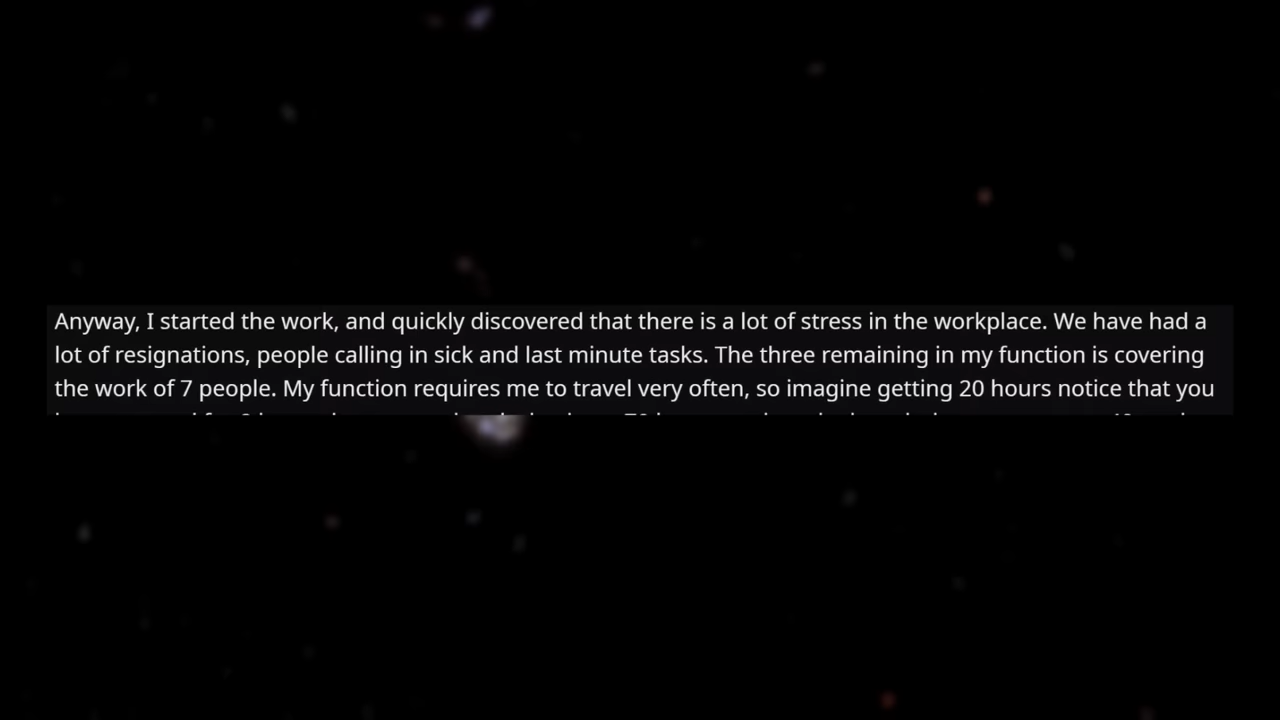 Anyway, I started the work, and quickly discovered that there is a lot of stress in the workplace. We have had a
lot of resignations, people calling in sick and last minute tasks. The three remaining in my function is covering
the work of 7 people. My function requires me to travel very often, so imagine getting 20 hours notice that you